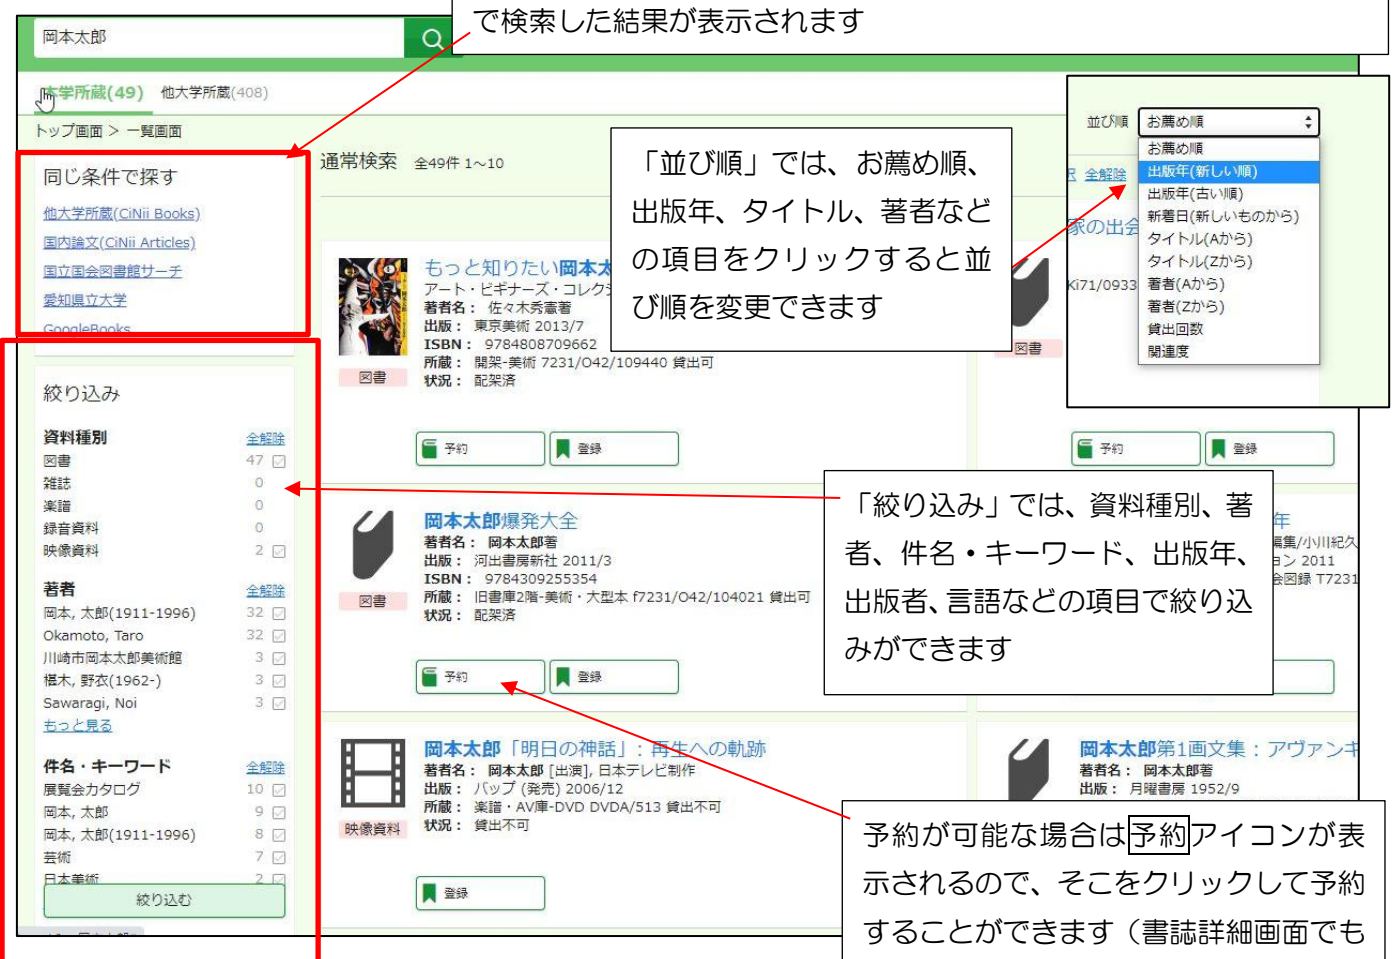 で検索した結果が表示されます
岡本太郎
本学所蔵(49) 他大学所蔵(408)
トップ画面 > 一覧画面
同じ条件で探す
他大学所蔵(CiNii Books)
国内論文(CiNii Articles)
国立国会図書館サーチ
愛知県立大学
GoogleBooks
絞り込み
資料種別 全解除
図書 47
雑誌 0
楽譜 0
録音資料 0
映像資料 2
著者 全解除
岡本, 太郎(1911-1996) 32
Okamoto, Taro 32
川崎市岡本太郎美術館 3
椹木, 野衣(1962-) 3
Sawaragi, Noi 3
もっと見る
件名・キーワード 全解除
展覧会カタログ 10
岡本, 太郎 9
岡本, 太郎(1911-1996) 8
芸術 7
日本美術 2
絞り込む
通常検索 全49件 1～10
もっと知りたい岡本太
アート・ビギナーズ・コレクシ
著者名： 佐々木秀憲著
出版： 東京美術 2013/7
ISBN： 9784808709662
所蔵： 開架-美術 7231/O42/109440 貸出可
状況： 配架済
図書
予約 登録
岡本太郎爆発大全
著者名： 岡本太郎著
出版： 河出書房新社 2011/3
ISBN： 9784309255354
所蔵： 旧書庫2階-美術・大型本 f7231/O42/104021 貸出可
状況： 配架済
図書
予約 登録
岡本太郎「明日の神話」: 再生への軌跡
著者名： 岡本太郎 [出演], 日本テレビ制作
出版： バップ (発売) 2006/12
所蔵： 楽譜・AV庫-DVD DVDA/513 貸出不可
状況： 貸出不可
映像資料
登録
「並び順」では、お薦め順、
出版年、タイトル、著者など
の項目をクリックすると並
び順を変更できます
並び順 お薦め順
お薦め順
出版年(新しい順)
出版年(古い順)
新着日(新しいものから)
タイトル(Aから)
タイトル(Zから)
著者(Aから)
著者(Zから)
貸出回数
関連度
全解除
家の出会
Ki71/0933
図書
予約 登録
「絞り込み」では、資料種別、著
者、件名・キーワード、出版年、
出版者、言語などの項目で絞り込
みができます
年
編集/小川紀久
ョン 2011
会図録 T7231
岡本太郎第1画文集 : アヴァンキ
著者名： 岡本太郎著
出版： 月曜書房 1952/9
予約が可能な場合は予約アイコンが表
示されるので、そこをクリックして予約
することができます（書誌詳細画面でも